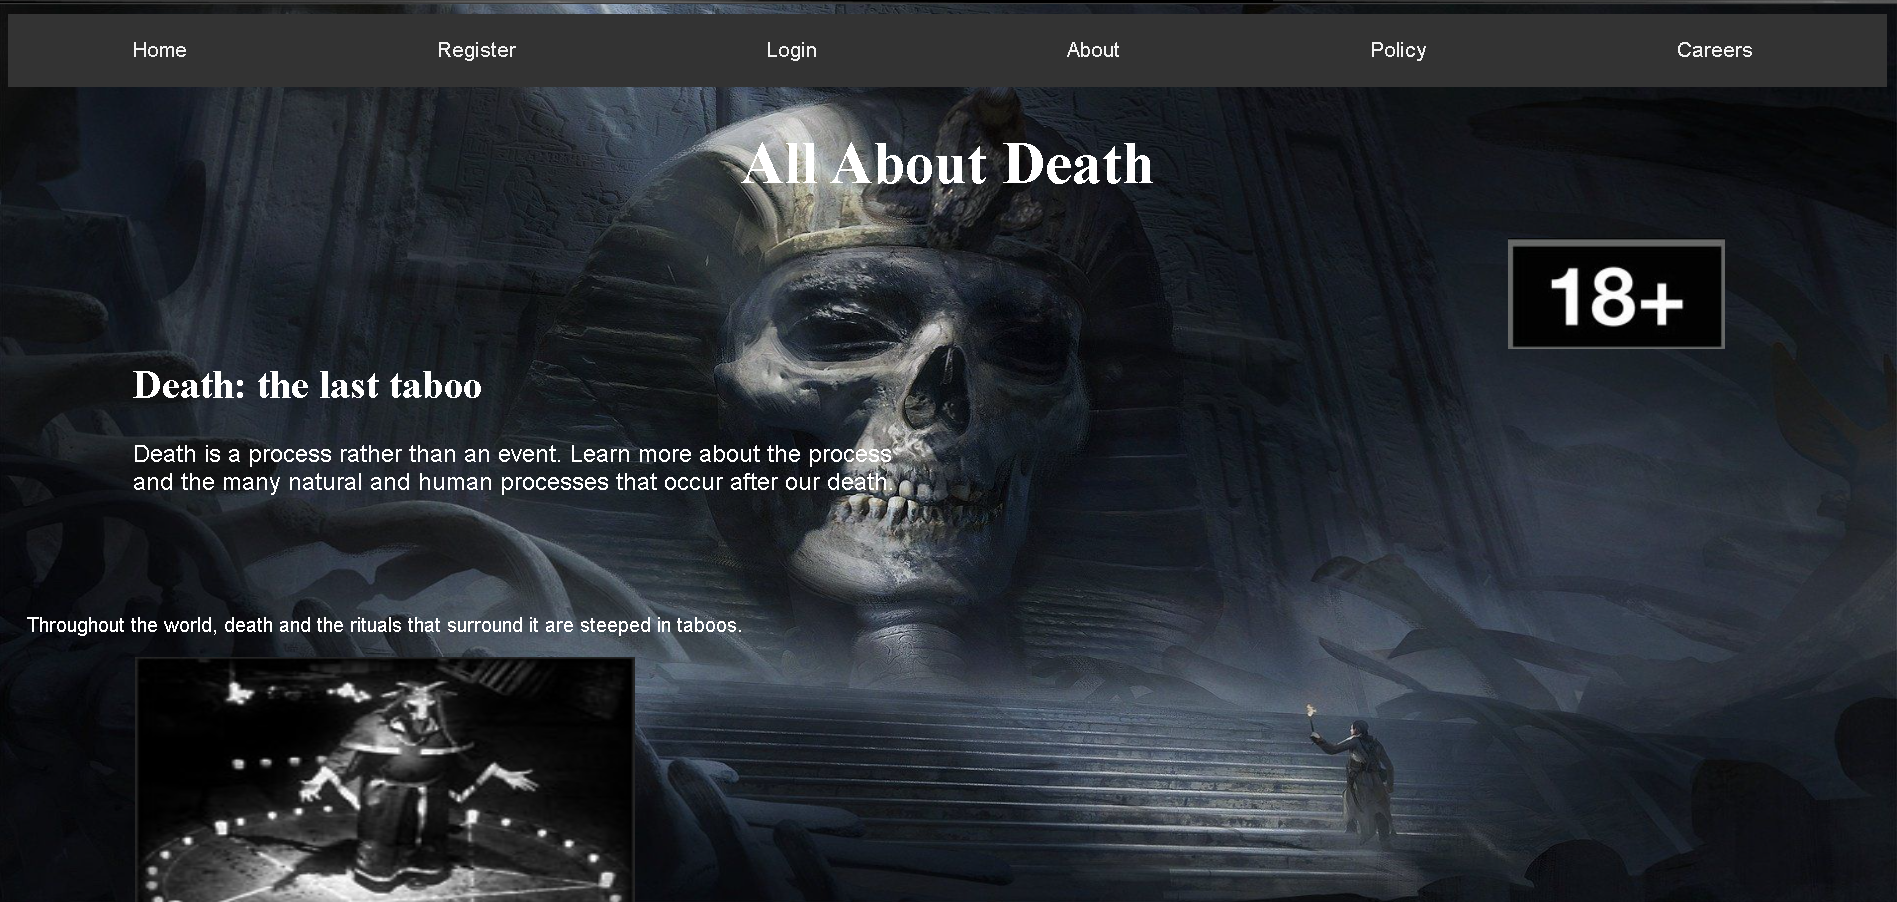 Home Register Login About Policy Careers
All About Death
18+
Death: the last taboo
Death is a process rather than an event. Learn more about the process
and the many natural and human processes that occur after our death.
Throughout the world, death and the rituals that surround it are steeped in taboos.